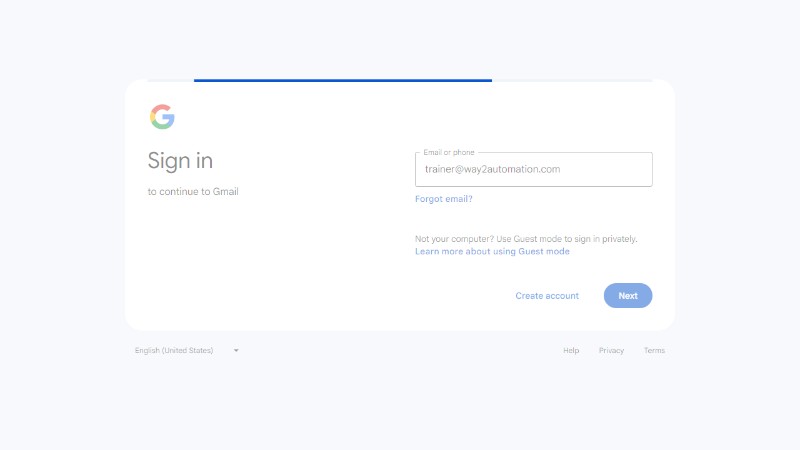 Sign in
to continue to Gmail
Email or phone
trainer@way2automation.com
Forgot email?
Not your computer? Use Guest mode to sign in privately.
Learn more about using Guest mode
Create account
Next
English (United States)
Help
Privacy
Terms